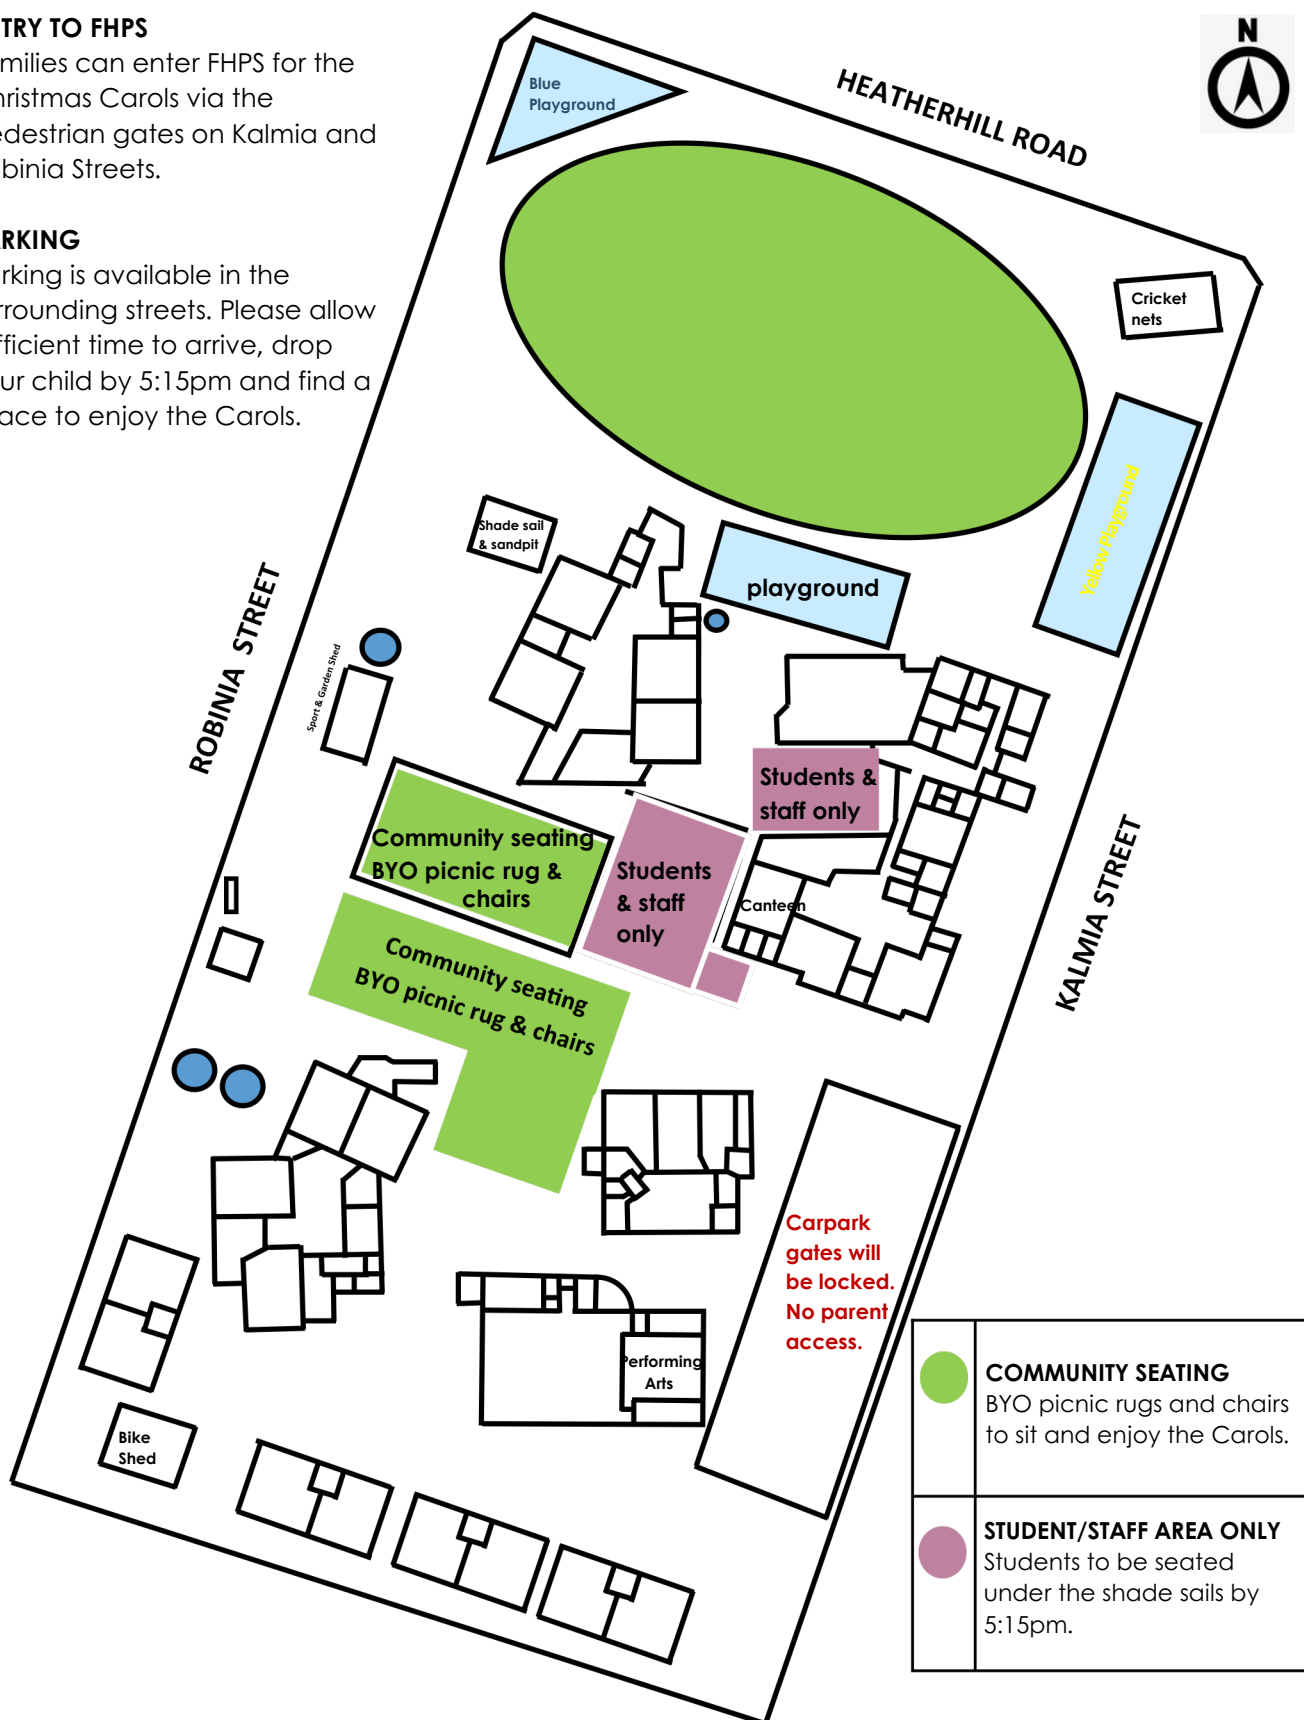 TRY TO FHPS
milies can enter FHPS for the
ristmas Carols via the
edestrian gates on Kalmia and
binia Streets.
ARKING
rking is available in the
rrounding streets. Please allow
fficient time to arrive, drop
ur child by 5:15pm and find a
ace to enjoy the Carols.
N
HEATHERHILL ROAD
Blue
Playground
Cricket
nets
Yellow Playground
Shade sail
& sandpit
playground
ROBINIA STREET
Sport & Garden Shed
Students &
staff only
Community seating
BYO picnic rug &
chairs
Students
& staff
only
Canteen
KALMIA STREET
Community seating
BYO picnic rug & chairs
Carpark
gates will
be locked.
No parent
access.
Performing
Arts
Bike
Shed
COMMUNITY SEATING
BYO picnic rugs and chairs
to sit and enjoy the Carols.
STUDENT/STAFF AREA ONLY
Students to be seated
under the shade sails by
5:15pm.